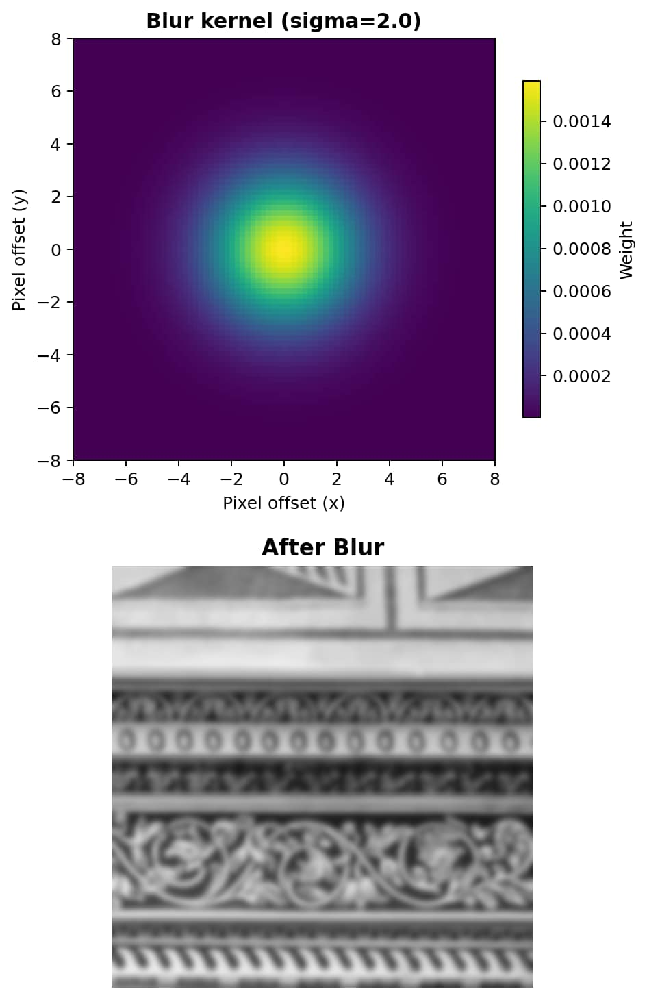 Blur kernel (sigma=2.0)
8
6
4
2
0
−2
−4
−6
−8
Pixel offset (y)
−8 −6 −4 −2 0 2 4 6 8
Pixel offset (x)
0.0014
0.0012
0.0010
0.0008
0.0006
0.0004
0.0002
Weight
After Blur